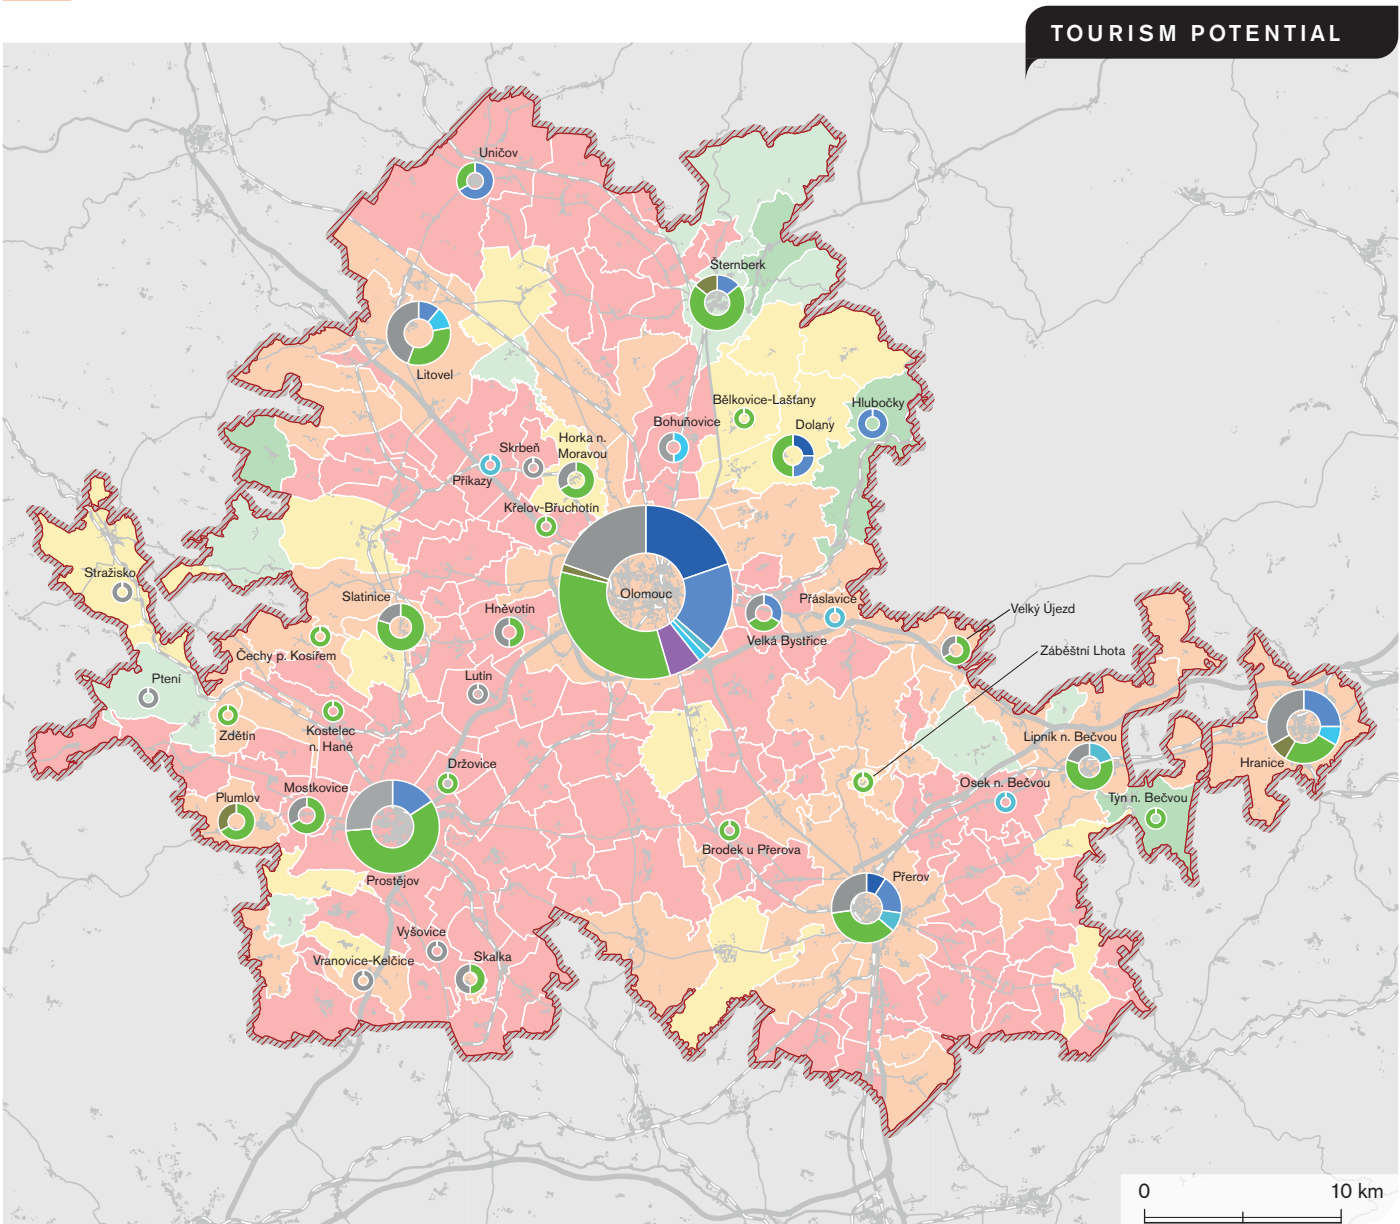 TOURISM POTENTIAL
Uničov
Šternberk
Litovel
Bělkovice-Lašťany
Hlubočky
Bohuňovice
Dolany
Horka n.
Moravou
Skrbeň
Příkazy
Křelov-Břuchotín
Stražisko
Olomouc
Slatinice
Hněvotín
Přáslavice
Velký Újezd
Velká Bystřice
Čechy p. Kosířem
Záběštní Lhota
Ptení
Lutín
Zdětín
Kostelec
n. Hané
Lipník n. Bečvou
Hranice
Držovice
Osek n. Bečvou
Plumlov
Mostkovice
Týn n. Bečvou
Brodek u Přerova
Prostějov
Přerov
Vyšovice
Vranovice-Kelčice
Skalka
0
10 km